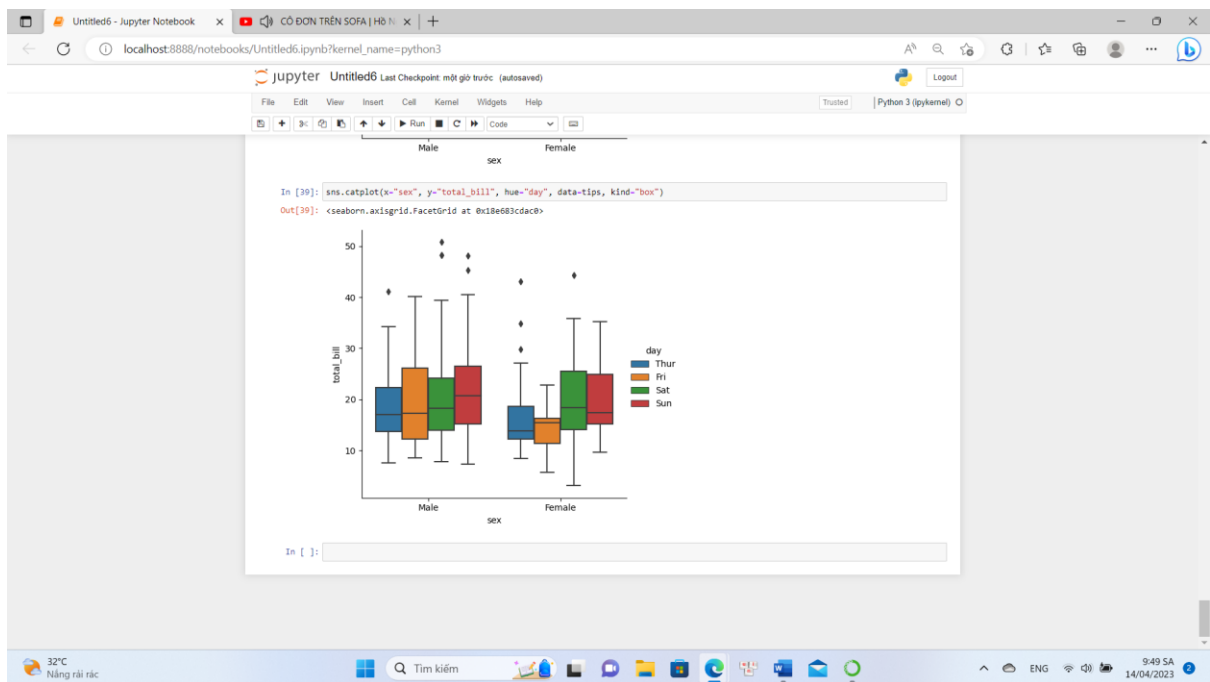 Untitled6 - Jupyter Notebook
CÔ ĐƠN TRÊN SOFA | Hồ N
localhost:8888/notebooks/Untitled6.ipynb?kernel_name=python3
jupyter Untitled6 Last Checkpoint: một giờ trước (autosaved)
Logout
File Edit View Insert Cell Kernel Widgets Help
Trusted
Python 3 (ipykernel)
Run
Code
Male Female
sex
In [39]: sns.catplot(x="sex", y="total_bill", hue="day", data=tips, kind="box")
Out[39]: <seaborn.axisgrid.FacetGrid at 0x18e683cdac0>
50
40
30
20
10
total_bill
day
Thur
Fri
Sat
Sun
Male Female
sex
In [ ]:
32°C
Nắng rải rác
Tìm kiếm
ENG
9:49 SA
14/04/2023
2